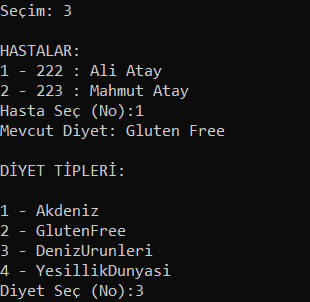 Seçim: 3
HASTALAR:
1 - 222 : Ali Atay
2 - 223 : Mahmut Atay
Hasta Seç (No):1
Mevcut Diyet: Gluten Free
DİYET TİPLERİ:
1 - Akdeniz
2 - GlutenFree
3 - DenizUrunleri
4 - YesillikDunyasi
Diyet Seç (No):3